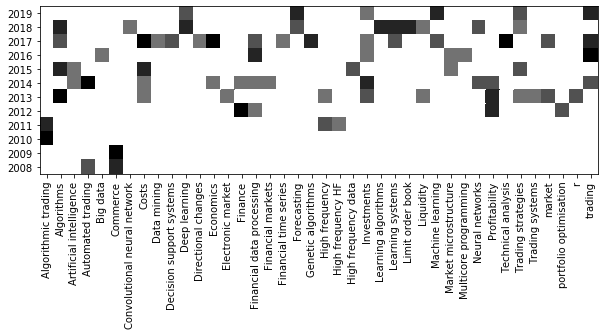 2019
2018
2017
2016
2015
2014
2013
2012
2011
2010
2009
2008
Algorithmic trading
Algorithms
Artificial intelligence
Automated trading
Big data
Commerce
Convolutional neural network
Costs
Data mining
Decision support systems
Deep learning
Directional changes
Economics
Electronic market
Finance
Financial data processing
Financial markets
Financial time series
Forecasting
Genetic algorithms
High frequency
High frequency HF
High frequency data
Investments
Learning algorithms
Learning systems
Limit order book
Liquidity
Machine learning
Market microstructure
Multicore programming
Neural networks
Profitability
Technical analysis
Trading strategies
Trading systems
market
portfolio optimisation
r
trading